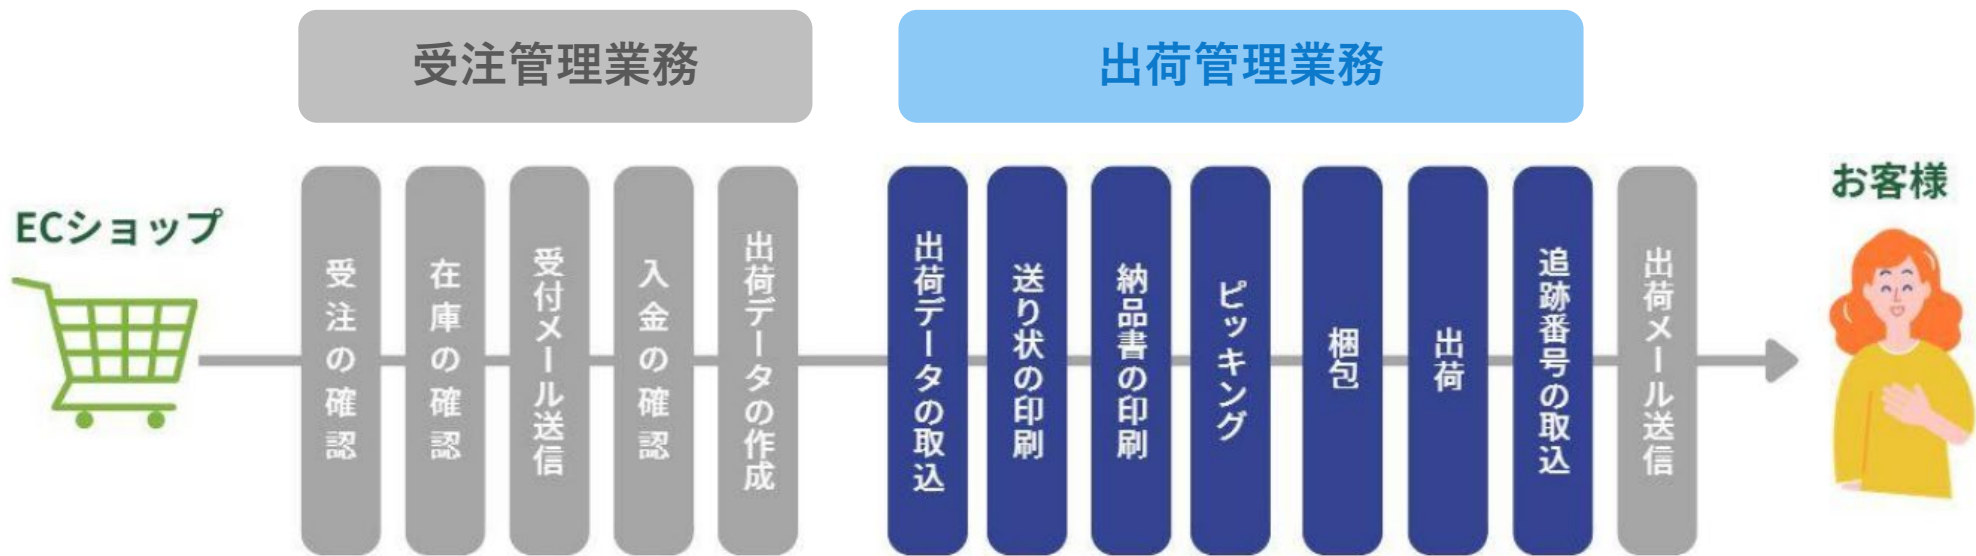 受注管理業務
出荷管理業務
ECショップ
受注の確認
在庫の確認
受付メール送信
入金の確認
出荷データの作成
出荷データの取込
送り状の印刷
納品書の印刷
ピッキング
梱包
出荷
追跡番号の取込
出荷メール送信
お客様